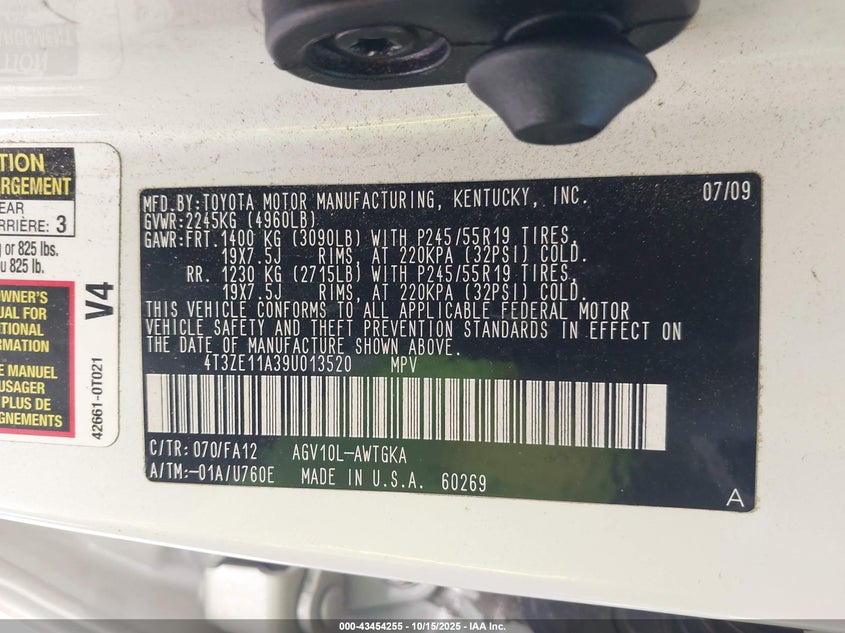 TION
RGEMENT
EAR
RRIÈRE: 3
g or 825 lbs.
u 825 lb.
OWNER'S
UAL FOR
TIONAL
RMATION
E MANUEL
USAGER
PLUS DE
GNEMENTS
V4
42661-0T021
MFD.BY:TOYOTA MOTOR MANUFACTURING, KENTUCKY, INC. 07/09
GVWR:2245KG (4960LB)
GAWR:FRT.1400 KG (3090LB) WITH P245/55R19 TIRES,
19X7.5J RIMS, AT 220KPA (32PSI) COLD.
RR. 1230 KG (2715LB) WITH P245/55R19 TIRES,
19X7.5J RIMS, AT 220KPA (32PSI) COLD.
THIS VEHICLE CONFORMS TO ALL APPLICABLE FEDERAL MOTOR
VEHICLE SAFETY AND THEFT PREVENTION STANDARDS IN EFFECT ON
THE DATE OF MANUFACTURE SHOWN ABOVE.
4T3ZE11A39U013520 MPV
C/TR: 070/FA12 AGV10L-AWTGKA
A/TM:-01A/U760E MADE IN U.S.A. 60269
A
000-43454255 - 10/15/2025 - IAA Inc.